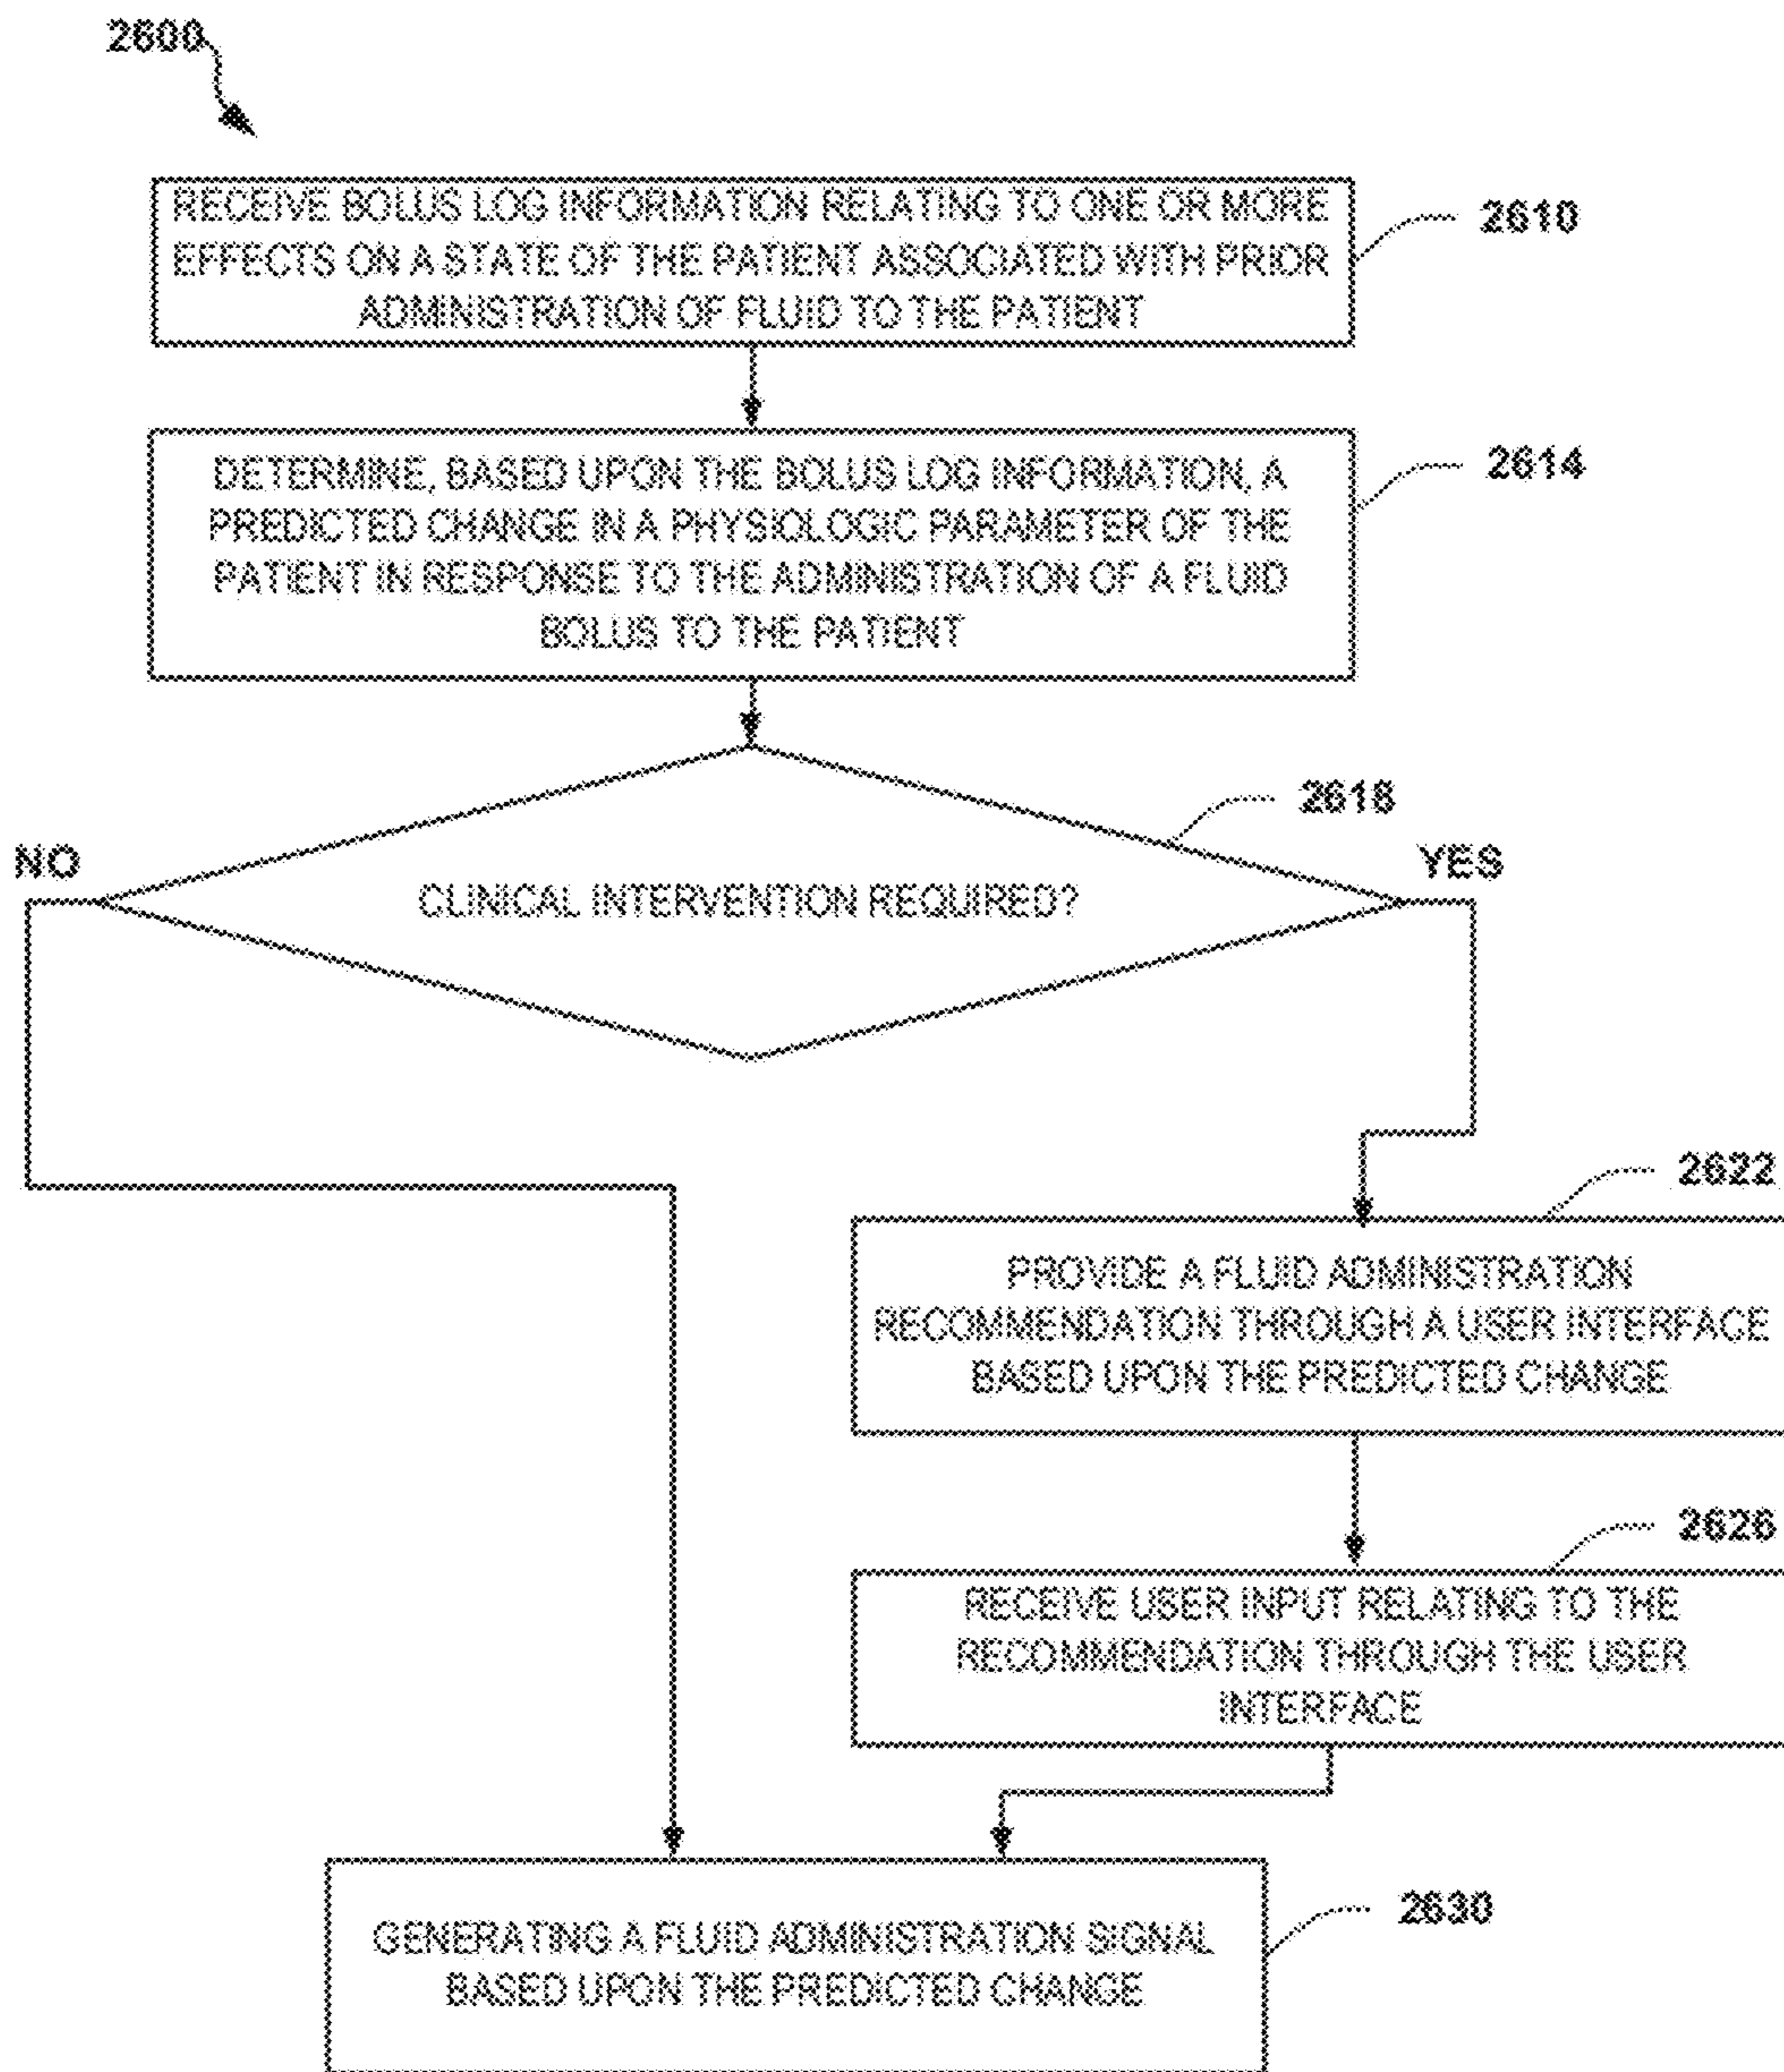 2600
RECEIVE BOLUS LOG INFORMATION RELATING TO ONE OR MORE
2610
EFFECTS ON A STATE OF THE PATIENT ASSOCIATED WITH PRIOR
ADMINISTRATION OF FLUID TO THE PATIENT
DETERMINE, BASED UPON THE BOLUS LOG INFORMATION, A
2614
PREDICTED CHANGE IN A PHYSIOLOGIC PARAMETER OF THE
PATIENT IN RESPONSE TO THE ADMINISTRATION OF A FLUID
BOLUS TO THE PATIENT
2618
NO
YES
CLINICAL INTERVENTION REQUIRED?
2622
PROVIDE A FLUID ADMINISTRATION
RECOMMENDATION THROUGH A USER INTERFACE
BASED UPON THE PREDICTED CHANGE
2626
RECEIVE USER INPUT RELATING TO THE
RECOMMENDATION THROUGH THE USER
INTERFACE
2630
GENERATING A FLUID ADMINISTRATION SIGNAL
BASED UPON THE PREDICTED CHANGE